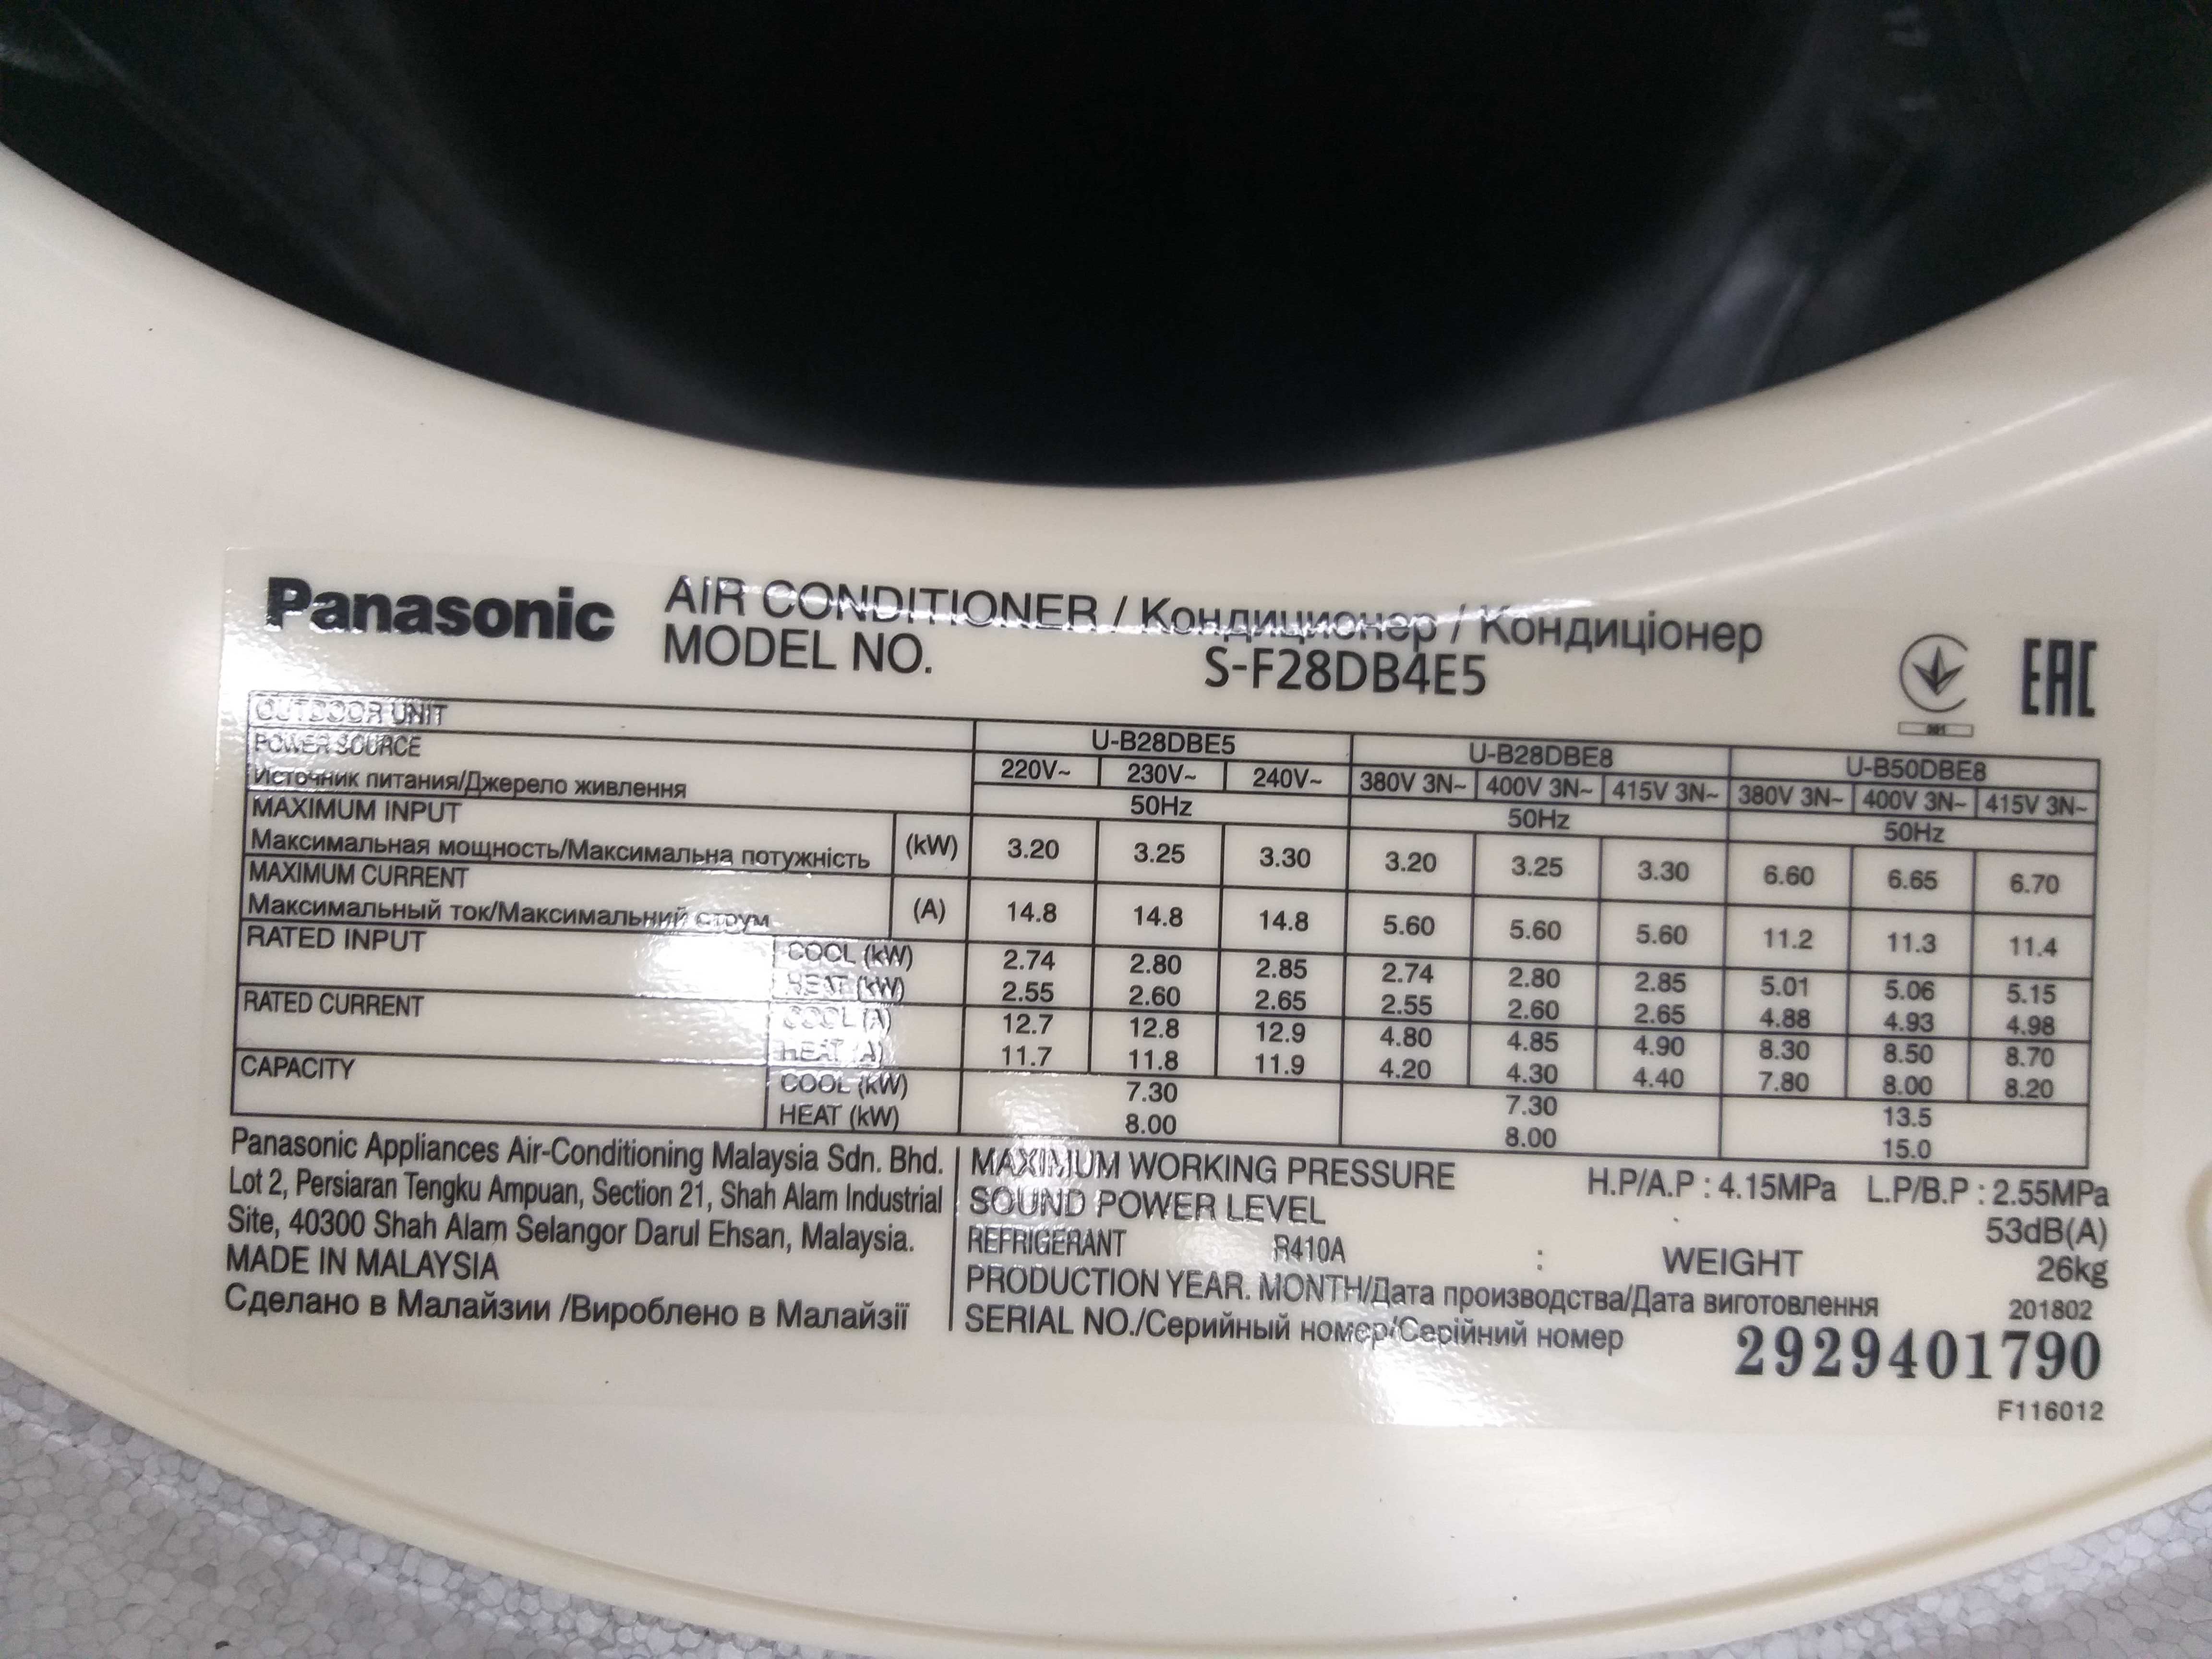 Panasonic AIR CONDITIONER / Кондиционер / Кондиціонер
MODEL NO. S-F28DB4E5
EAC
OUTDOOR UNIT U-B28DBE5 U-B28DBE8 U-B50DBE8
POWER SOURCE 220V~ 230V~ 240V~ 380V 3N~ 400V 3N~ 415V 3N~ 380V 3N~ 400V 3N~ 415V 3N~
Источник питания/Джерело живлення 50Hz 50Hz 50Hz
MAXIMUM INPUT
Максимальная мощность/Максимальна потужність (kW) 3.20 3.25 3.30 3.20 3.25 3.30 6.60 6.65 6.70
MAXIMUM CURRENT
Максимальный ток/Максимальний струм (A) 14.8 14.8 14.8 5.60 5.60 5.60 11.2 11.3 11.4
RATED INPUT COOL (kW) 2.74 2.80 2.85 2.74 2.80 2.85 5.01 5.06 5.15
HEAT (kW) 2.55 2.60 2.65 2.55 2.60 2.65 4.88 4.93 4.98
RATED CURRENT COOL (A) 12.7 12.8 12.9 4.80 4.85 4.90 8.30 8.50 8.70
HEAT (A) 11.7 11.8 11.9 4.20 4.30 4.40 7.80 8.00 8.20
CAPACITY COOL (kW) 7.30 7.30 13.5
HEAT (kW) 8.00 8.00 15.0
Panasonic Appliances Air-Conditioning Malaysia Sdn. Bhd.
Lot 2, Persiaran Tengku Ampuan, Section 21, Shah Alam Industrial
Site, 40300 Shah Alam Selangor Darul Ehsan, Malaysia.
MADE IN MALAYSIA
Сделано в Малайзии /Вироблено в Малайзії
MAXIMUM WORKING PRESSURE H.P/A.P : 4.15MPa L.P/B.P : 2.55MPa
SOUND POWER LEVEL 53dB(A)
REFRIGERANT R410A : WEIGHT 26kg
PRODUCTION YEAR. MONTH/Дата производства/Дата виготовлення 201802
SERIAL NO./Серийный номер/Серійний номер 2929401790
F116012